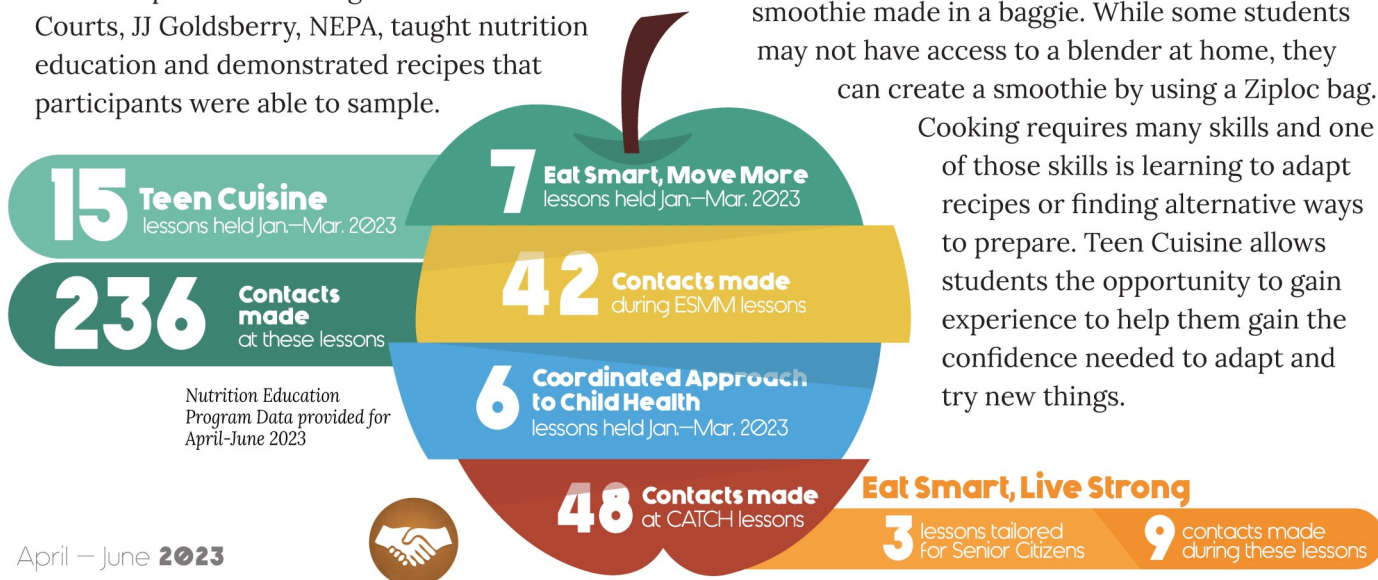 Courts, JJ Goldsberry, NEPA, taught nutrition
education and demonstrated recipes that
participants were able to sample.
smoothie made in a baggie. While some students
may not have access to a blender at home, they
can create a smoothie by using a Ziploc bag.
Cooking requires many skills and one
of those skills is learning to adapt
recipes or finding alternative ways
to prepare. Teen Cuisine allows
students the opportunity to gain
experience to help them gain the
confidence needed to adapt and
try new things.
15 Teen Cuisine
lessons held Jan.—Mar. 2023
236 Contacts
made
at these lessons
7 Eat Smart, Move More
lessons held Jan.—Mar. 2023
42 Contacts made
during ESMM lessons
6 Coordinated Approach
to Child Health
lessons held Jan.—Mar. 2023
48 Contacts made
at CATCH lessons
Nutrition Education
Program Data provided for
April-June 2023
Eat Smart, Live Strong
3 lessons tailored
for Senior Citizens
9 contacts made
during these lessons
April — June 2023